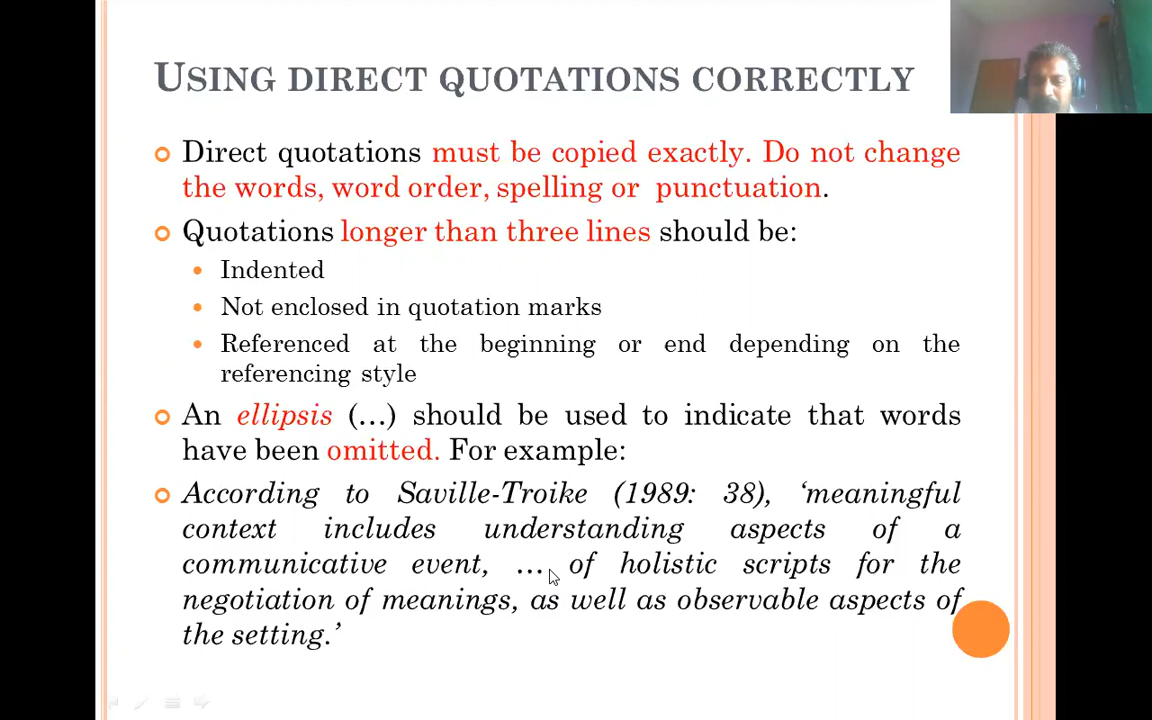 USING DIRECT QUOTATIONS CORRECTLY
Direct quotations must be copied exactly. Do not change
the words, word order, spelling or punctuation.
Quotations longer than three lines should be:
Indented
Not enclosed in quotation marks
Referenced at the beginning or end depending on the
referencing style
An ellipsis (…) should be used to indicate that words
have been omitted. For example:
According to Saville-Troike (1989: 38), ‘meaningful
context includes understanding aspects of a
communicative event, … of holistic scripts for the
negotiation of meanings, as well as observable aspects of
the setting.’